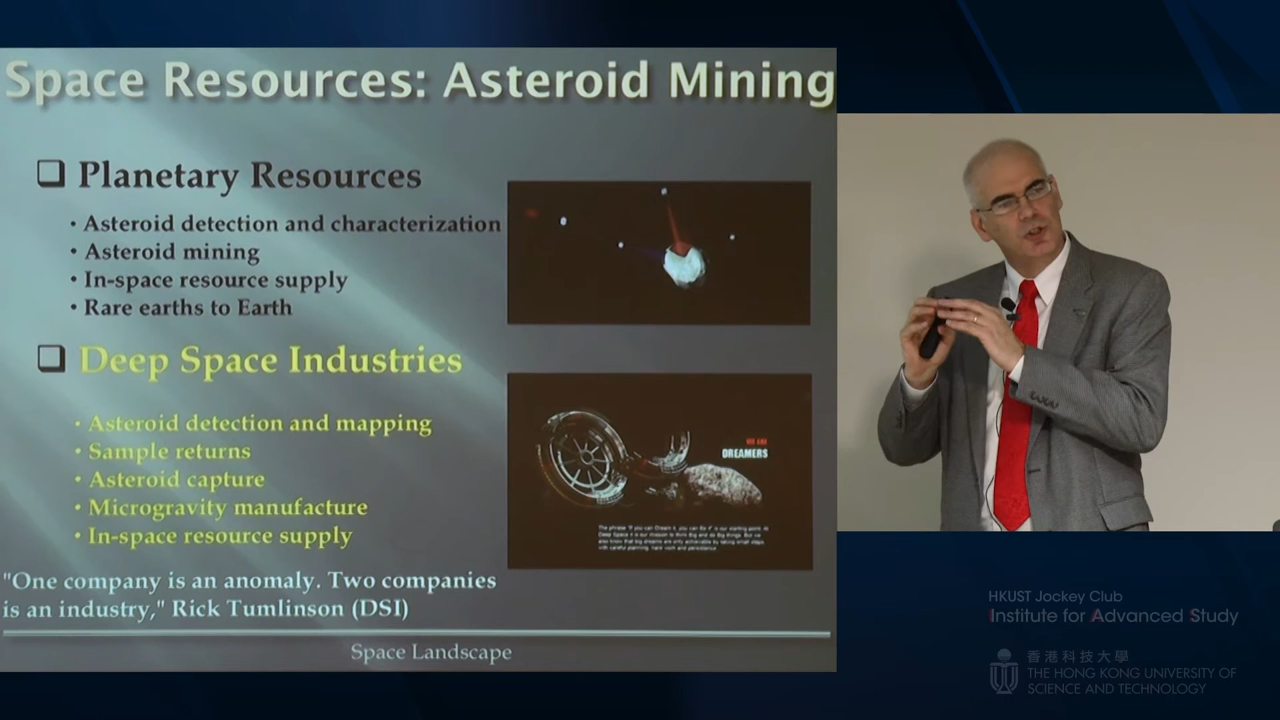 Space Resources: Asteroid Mining
Planetary Resources
• Asteroid detection and characterization
• Asteroid mining
• In-space resource supply
• Rare earths to Earth
Deep Space Industries
• Asteroid detection and mapping
• Sample returns
• Asteroid capture
• Microgravity manufacture
• In-space resource supply
WE ARE
DREAMERS
"One company is an anomaly. Two companies
is an industry," Rick Tumlinson (DSI)
Space Landscape
HKUST Jockey Club
Institute for Advanced Study
香港科技大學
THE HONG KONG UNIVERSITY OF
SCIENCE AND TECHNOLOGY